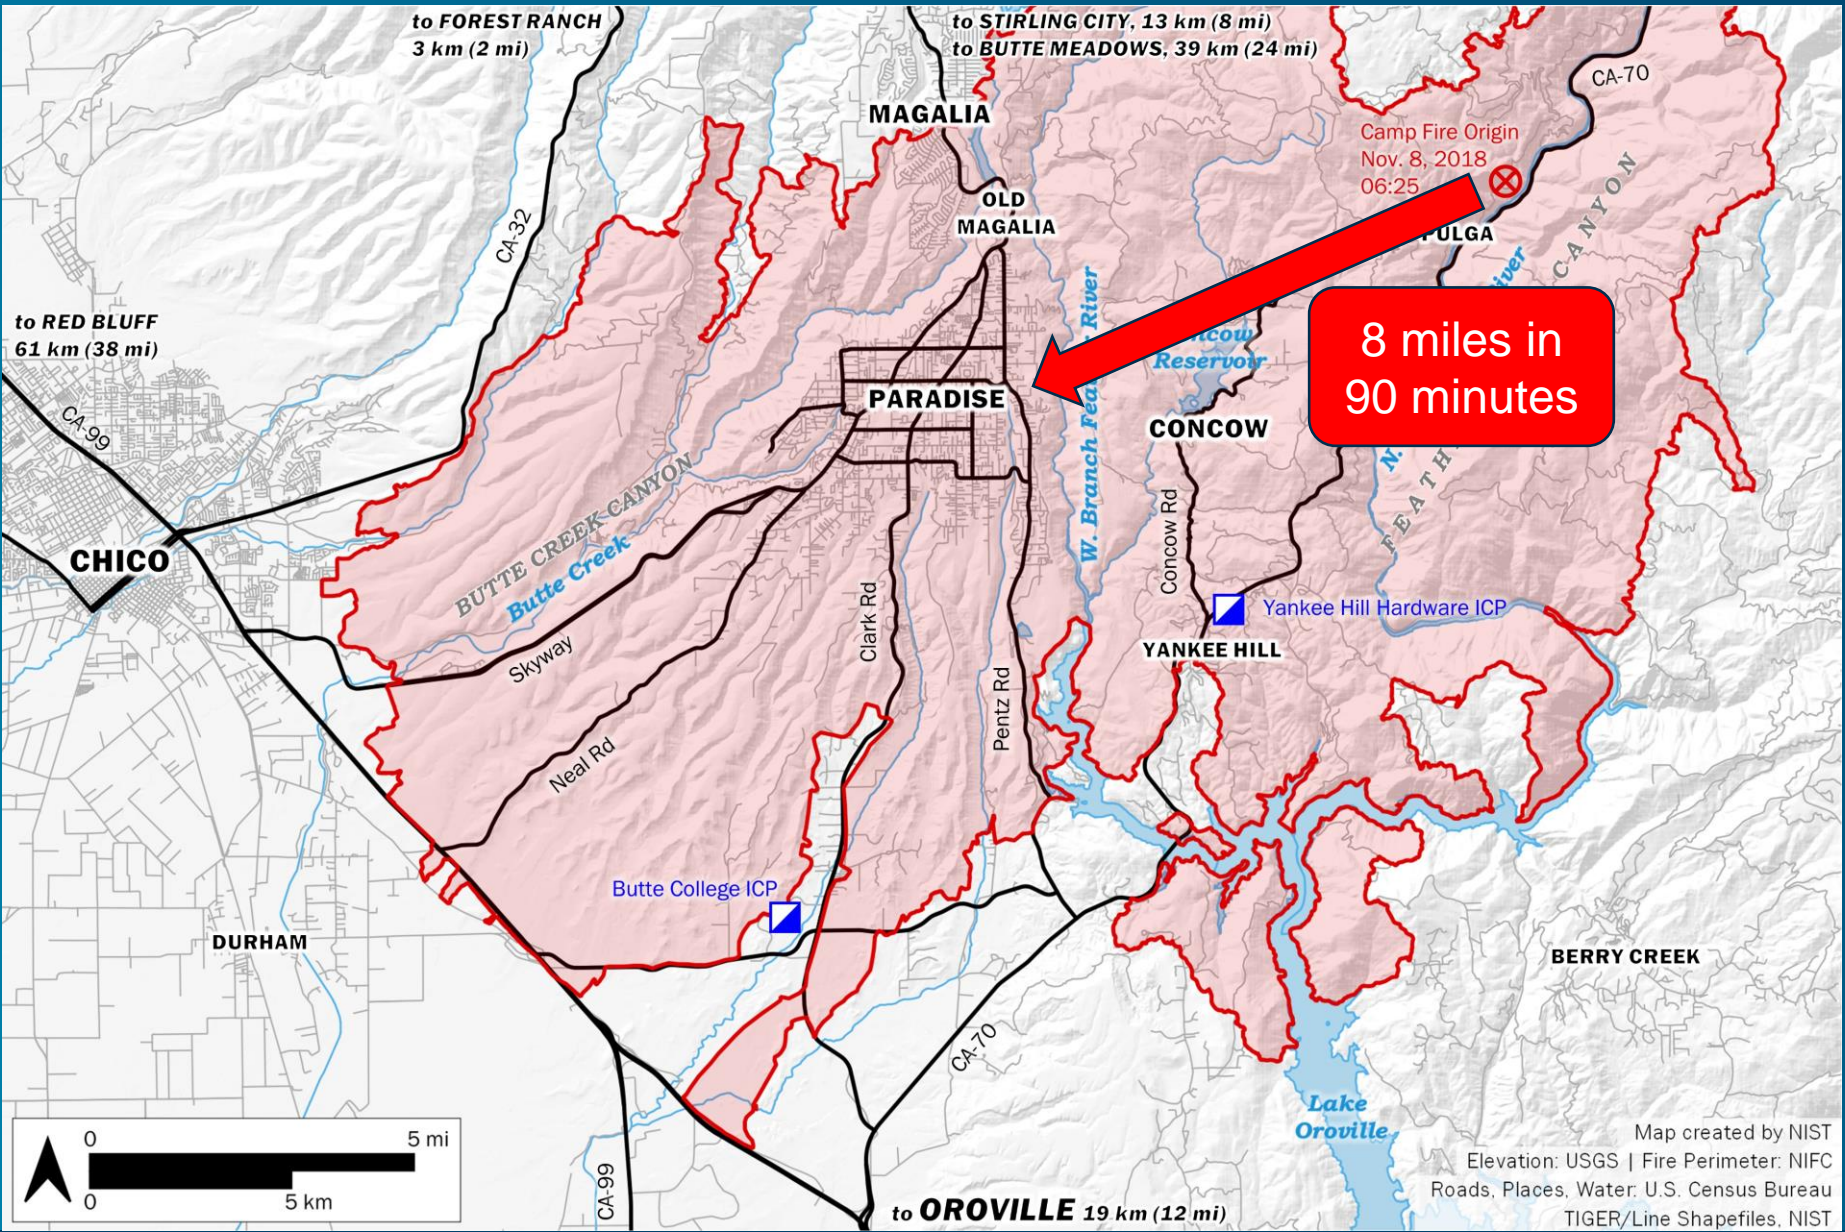 to FOREST RANCH
3 km (2 mi)
to STIRLING CITY, 13 km (8 mi)
to BUTTE MEADOWS, 39 km (24 mi)
CA-70
MAGALIA
Camp Fire Origin
Nov. 8, 2018
06:25
CANYON
OLD
MAGALIA
CA-32
PULGA
River
W. Branch Feather River
to RED BLUFF
61 km (38 mi)
8 miles in
90 minutes
Concow
Reservoir
PARADISE
CA-99
CONCOW
N.
FEATH
BUTTE CREEK CANYON
Butte Creek
Concow Rd
CHICO
Clark Rd
Yankee Hill Hardware ICP
YANKEE HILL
Skyway
Pentz Rd
Neal Rd
Butte College ICP
DURHAM
BERRY CREEK
CA-70
Lake
Oroville
0 5 mi
0 5 km
CA-99
to OROVILLE 19 km (12 mi)
Map created by NIST
Elevation: USGS | Fire Perimeter: NIFC
Roads, Places, Water: U.S. Census Bureau
TIGER/Line Shapefiles, NIST